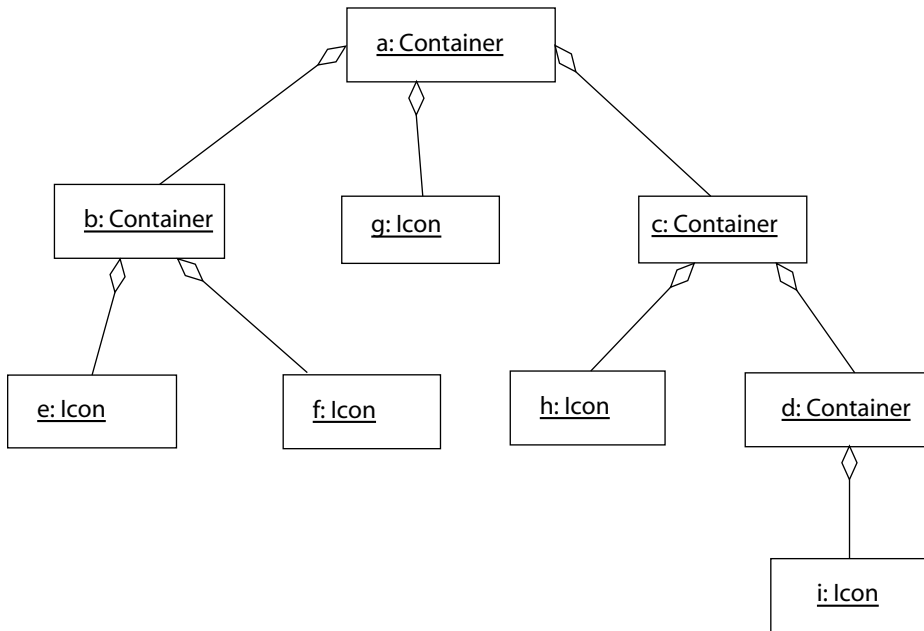 a: Container
b: Container
g: Icon
c: Container
e: Icon
f: Icon
h: Icon
d: Container
i: Icon